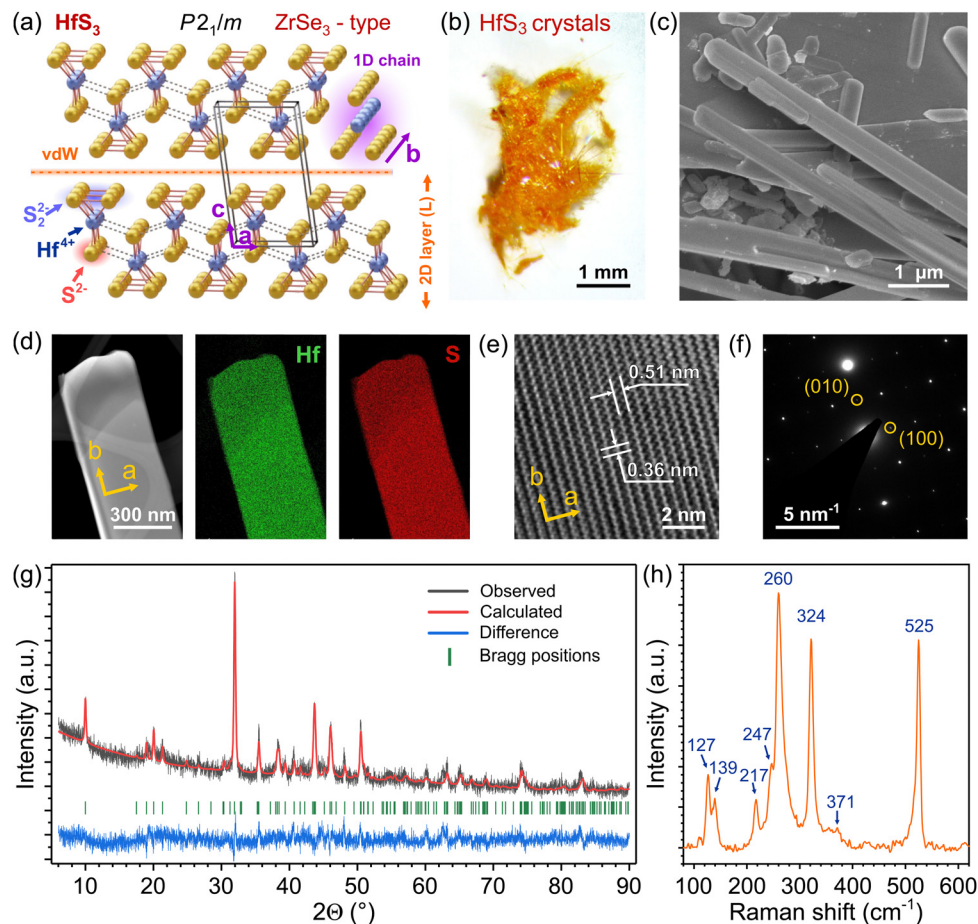 (a) HfS₃ P2₁/m ZrSe₃ - type
1D chain
b
vdW
S₂²⁻
c
Hf⁴⁺
a
S²⁻
2D layer (L)
(b) HfS₃ crystals
1 mm
(c)
1 µm
(d)
Hf
S
b
a
300 nm
(e)
0.51 nm
0.36 nm
b
a
2 nm
(f)
(010)
(100)
5 nm⁻¹
(g)
Observed
Calculated
Difference
Bragg positions
Intensity (a.u.)
10 20 30 40 50 60 70 80 90
2Θ (°)
(h)
260
324
525
127
139
217
247
371
Intensity (a.u.)
100 200 300 400 500 600
Raman shift (cm⁻¹)